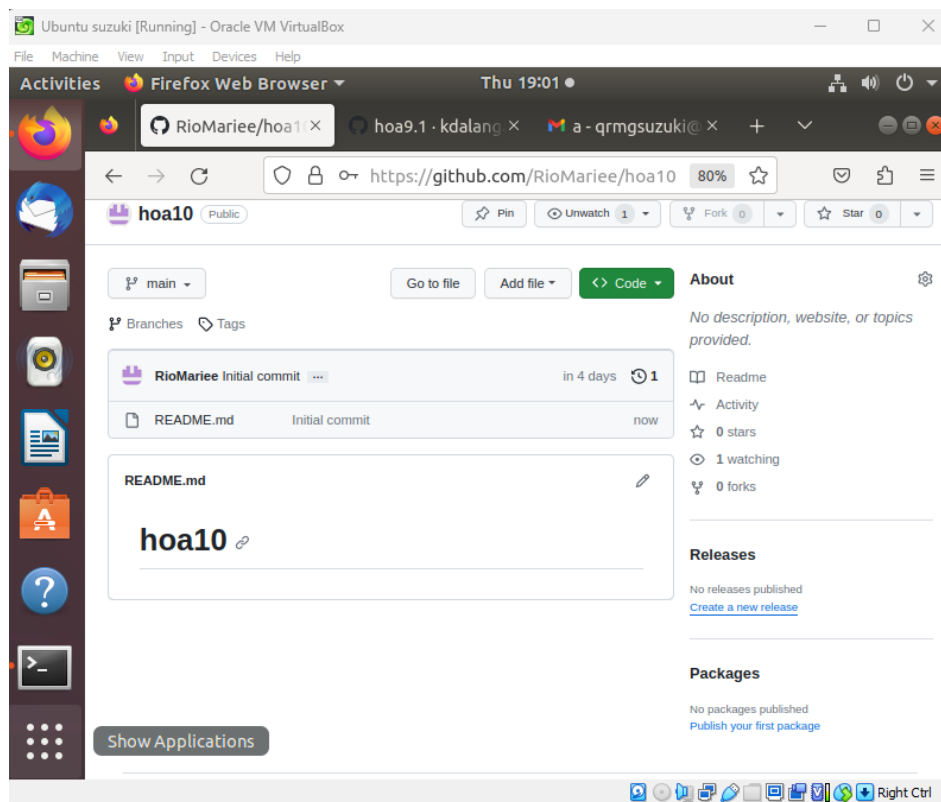 Ubuntu suzuki [Running] - Oracle VM VirtualBox
File Machine View Input Devices Help
Activities Firefox Web Browser Thu 19:01
RioMariee/hoa1 hoa9.1 · kdalang a - qrmgsuzuki@
https://github.com/RioMariee/hoa10 80%
hoa10 Public Pin Unwatch 1 Fork 0 Star 0
main Go to file Add file <> Code
Branches Tags
RioMariee Initial commit ... in 4 days 1
README.md Initial commit now
README.md
hoa10
About
No description, website, or topics
provided.
Readme
Activity
0 stars
1 watching
0 forks
Releases
No releases published
Create a new release
Packages
No packages published
Publish your first package
Show Applications
Right Ctrl